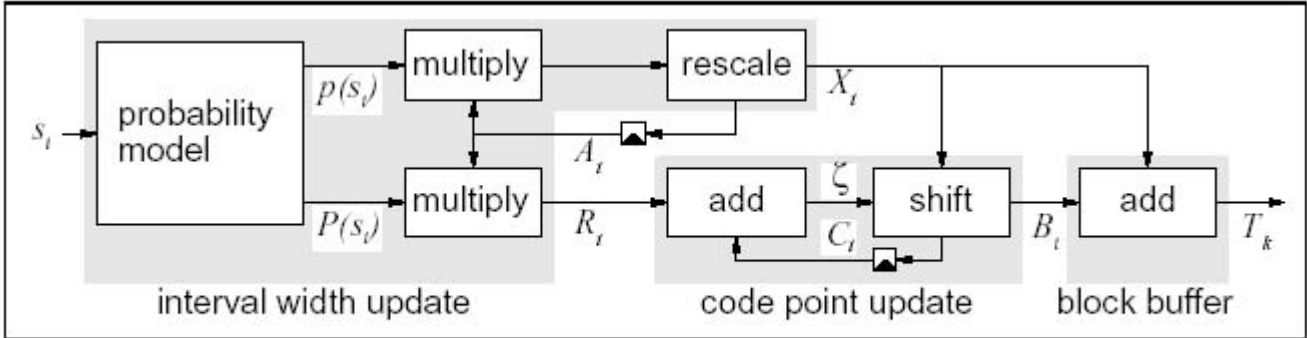 s_t
probability
model
p(s_t)
P(s_t)
multiply
multiply
rescale
X_t
A_t
R_t
add
ζ
C_t
shift
B_t
add
T_k
interval width update
code point update
block buffer